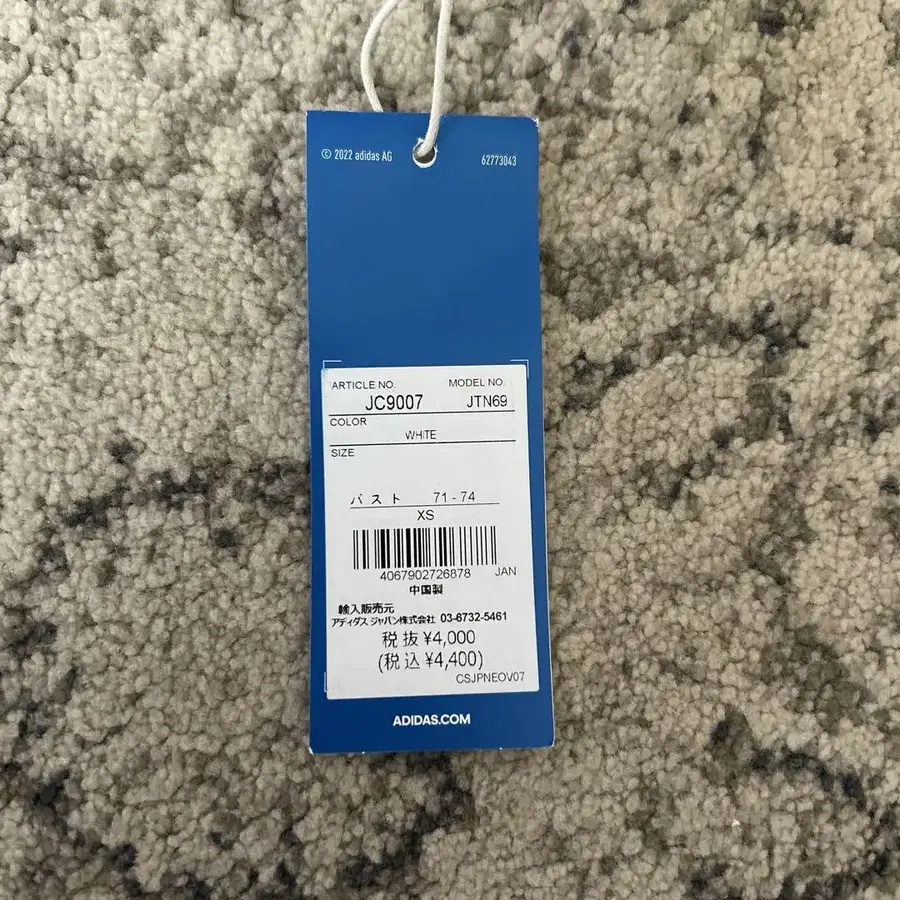 © 2022 adidas AG 62773043
ARTICLE NO. MODEL NO.
JC9007 JTN69
COLOR
WHITE
SIZE
バスト 71-74
XS
4067902726878 JAN
中国製
輸入販売元
アディダス ジャパン株式会社 03-6732-5461
税抜 ¥4,000
(税込 ¥4,400)
CSJPNEOV07
ADIDAS.COM